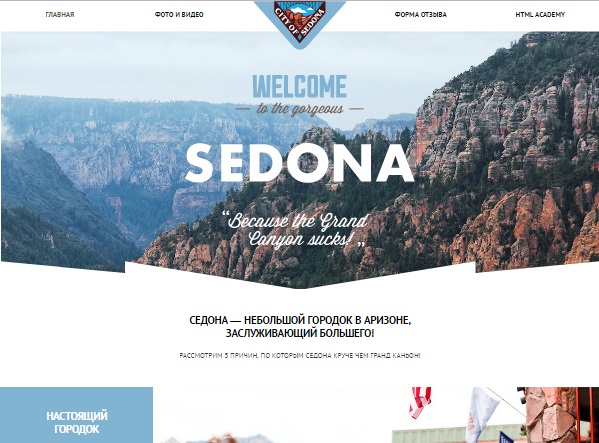 ГЛАВНАЯ
ФОТО И ВИДЕО
CITY OF SEDONA
ФОРМА ОТЗЫВА
HTML ACADEMY
WELCOME
to the gorgeous
SEDONA
“Because the Grand
Canyon sucks!„
СЕДОНА — НЕБОЛЬШОЙ ГОРОДОК В АРИЗОНЕ,
ЗАСЛУЖИВАЮЩИЙ БОЛЬШЕГО!
РАССМОТРИМ 5 ПРИЧИН, ПО КОТОРЫМ СЕДОНА КРУЧЕ ЧЕМ ГРАНД КАНЬОН!
НАСТОЯЩИЙ
ГОРОДОК